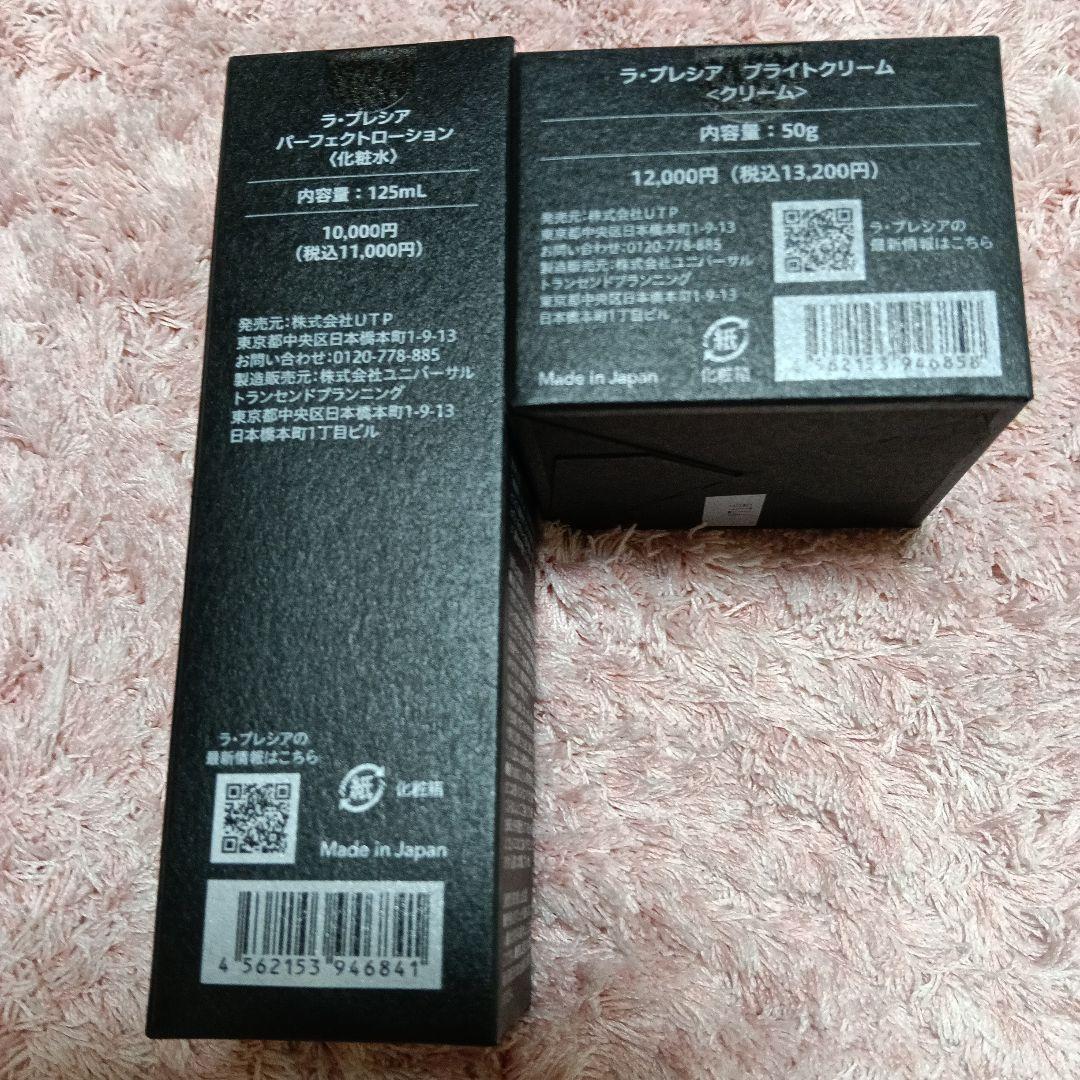 ラ・プレシア
パーフェクトローション
〈化粧水〉
内容量：125mL
10,000円
（税込11,000円）
発売元：株式会社UTP
東京都中央区日本橋本町1-9-13
お問い合わせ：0120-778-885
製造販売元：株式会社ユニバーサル
トランセンドプランニング
東京都中央区日本橋本町1-9-13
日本橋本町1丁目ビル
ラ・プレシアの
最新情報はこちら
紙 化粧箱
Made in Japan
4 562153 946841
ラ・プレシア ブライトクリーム
<クリーム>
内容量：50g
12,000円（税込13,200円）
発売元：株式会社UTP
東京都中央区日本橋本町1-9-13
お問い合わせ：0120-778-885
製造販売元：株式会社ユニバーサル
トランセンドプランニング
東京都中央区日本橋本町1-9-13
日本橋本町1丁目ビル
Made in Japan
ラ・プレシアの
最新情報はこちら
紙
化粧箱
4 562153 946858